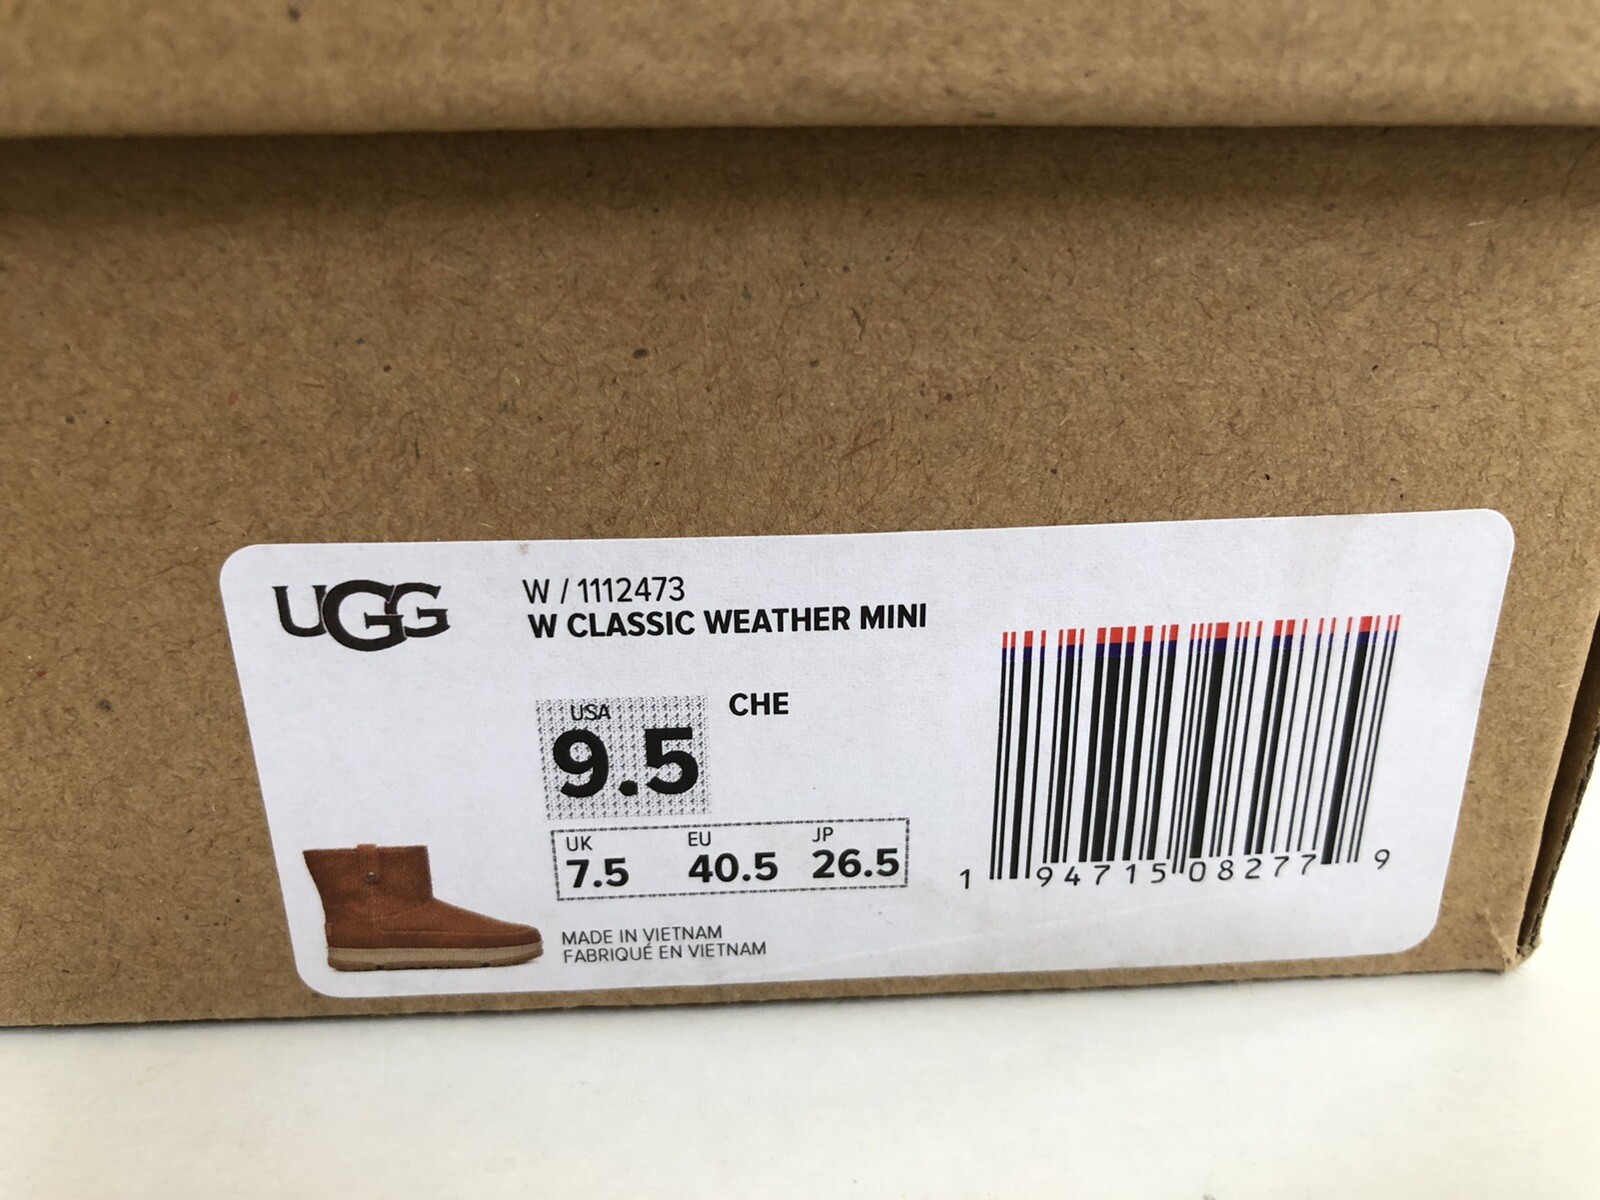 UGG
W / 1112473
W CLASSIC WEATHER MINI
USA
9.5
CHE
UK EU JP
7.5 40.5 26.5
MADE IN VIETNAM
FABRIQUÉ EN VIETNAM
1 94715 08277 9